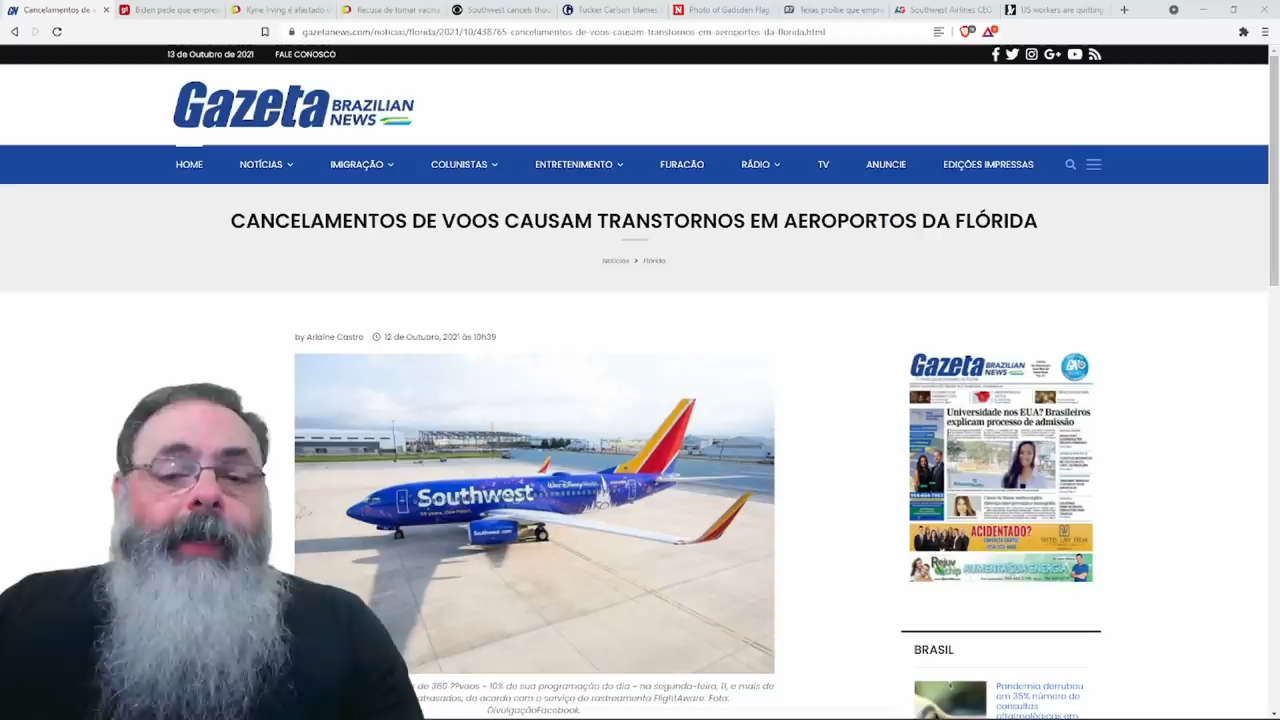 Cancelamentos de v
Biden pede que empres
Kyrie Irving é afastado d
Recusa de tomar vacina
Southwest cancels thou
Tucker Carlson blames S
Photo of Gadsden Flag
Texas proíbe que empre
Southwest Airlines CEO
US workers are quitting
gazetanews.com/noticias/florida/2021/10/438765-cancelamentos-de-voos-causam-transtornos-em-aeroportos-da-florida.html
13 de Outubro de 2021
FALE CONOSCO
Gazeta BRAZILIAN
NEWS
HOME NOTÍCIAS IMIGRAÇÃO COLUNISTAS ENTRETENIMENTO FURACÃO RÁDIO TV ANUNCIE EDIÇÕES IMPRESSAS
CANCELAMENTOS DE VOOS CAUSAM TRANSTORNOS EM AEROPORTOS DA FLÓRIDA
Notícias > Flórida
by Arlaine Castro 12 de Outubro, 2021 às 10h39
Southwest
Southwest
de 360 ??voos - 10% de sua programação do dia - na segunda-feira, 11, e mais de
atrasados, de acordo com o serviço de rastreamento FlightAware. Foto:
Divulgação/Facebook.
Gazeta BRAZILIAN
NEWS
Universidade nos EUA? Brasileiros
explicam processo de admissão
ACIDENTADO?
AUMENTA SUA ENERGIA
BRASIL
Pandemia derrubou
em 35% número de
consultas
oftalmológicas em